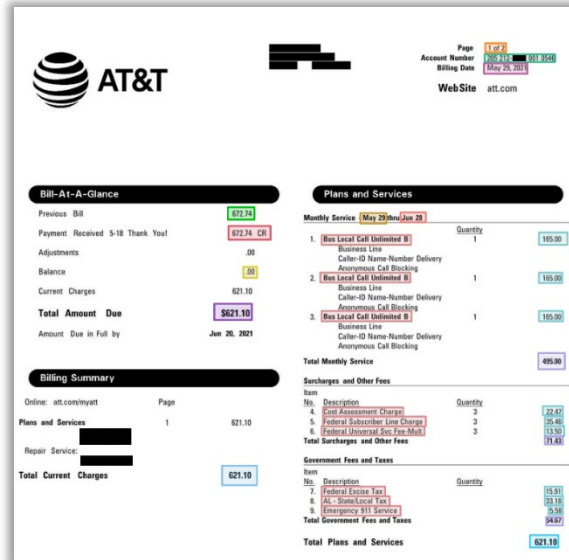 AT&T
Page 1 of 2
Account Number 205 212- 001 0546
Billing Date May 29, 2021
WebSite att.com
Bill-At-A-Glance
Previous Bill 672.74
Payment Received 5-18 Thank You! 672.74 CR
Adjustments .00
Balance .00
Current Charges 621.10
Total Amount Due $621.10
Amount Due in Full by Jun 20, 2021
Billing Summary
Online: att.com/myatt Page
Plans and Services 1 621.10
Repair Service:
Total Current Charges 621.10
Plans and Services
Monthly Service - May 29 thru Jun 28
Quantity
1. Bus Local Call Unlimited B 1 165.00
Business Line
Caller-ID Name-Number Delivery
Anonymous Call Blocking
2. Bus Local Call Unlimited B 1 165.00
Business Line
Caller-ID Name-Number Delivery
Anonymous Call Blocking
3. Bus Local Call Unlimited B 1 165.00
Business Line
Caller-ID Name-Number Delivery
Anonymous Call Blocking
Total Monthly Service 495.00
Surcharges and Other Fees
Item
No. Description Quantity
4. Cost Assessment Charge 3 22.47
5. Federal Subscriber Line Charge 3 35.46
6. Federal Universal Svc Fee-Mult 3 13.50
Total Surcharges and Other Fees 71.43
Government Fees and Taxes
Item
No. Description Quantity
7. Federal Excise Tax 15.91
8. AL - State/Local Tax 33.18
9. Emergency 911 Service 5.58
Total Government Fees and Taxes 54.67
Total Plans and Services 621.10